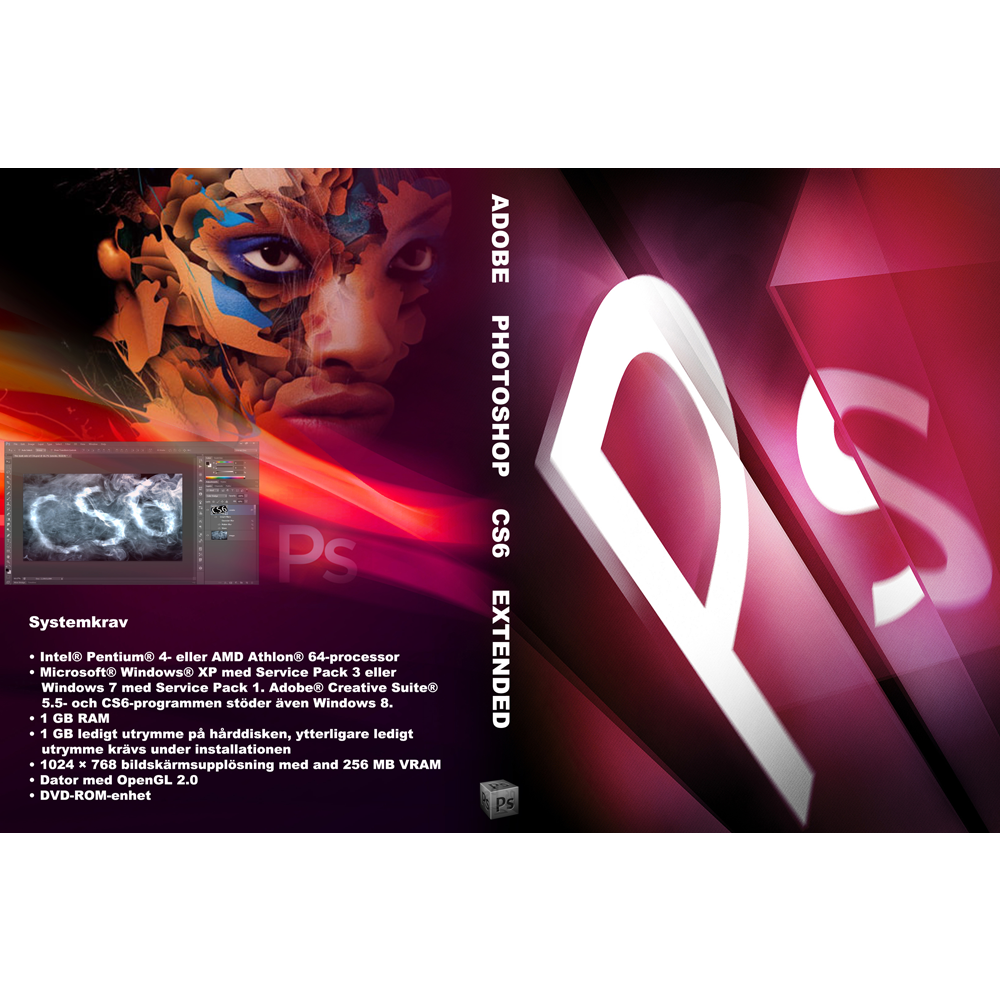 CS6
Ps
Systemkrav
• Intel® Pentium® 4- eller AMD Athlon® 64-processor
• Microsoft® Windows® XP med Service Pack 3 eller
Windows 7 med Service Pack 1. Adobe® Creative Suite®
5.5- och CS6-programmen stöder även Windows 8.
• 1 GB RAM
• 1 GB ledigt utrymme på hårddisken, ytterligare ledigt
utrymme krävs under installationen
• 1024 × 768 bildskärmsupplösning med and 256 MB VRAM
• Dator med OpenGL 2.0
• DVD-ROM-enhet
ADOBE PHOTOSHOP CS6 EXTENDED
Ps
Ps
Ps